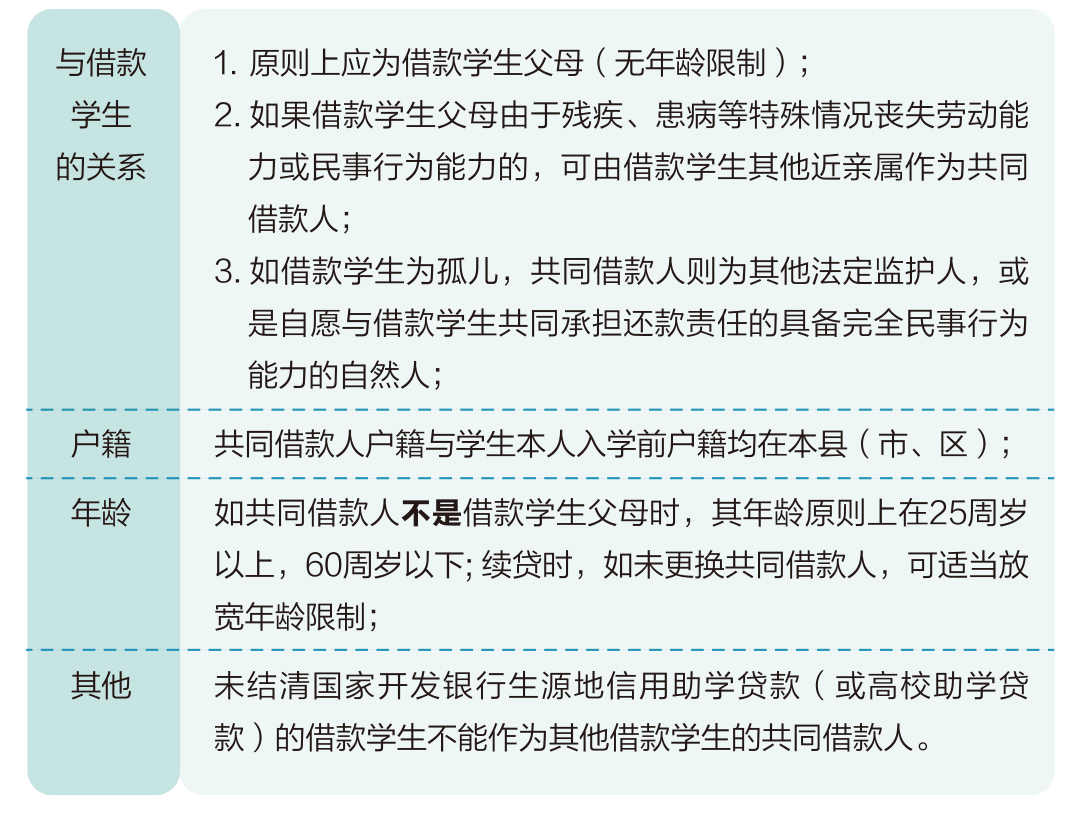 与借款
学生
的关系
1. 原则上应为借款学生父母（无年龄限制）；
2. 如果借款学生父母由于残疾、患病等特殊情况丧失劳动能
力或民事行为能力的，可由借款学生其他近亲属作为共同
借款人；
3. 如借款学生为孤儿，共同借款人则为其他法定监护人，或
是自愿与借款学生共同承担还款责任的具备完全民事行为
能力的自然人；
户籍
共同借款人户籍与学生本人入学前户籍均在本县（市、区）；
年龄
如共同借款人不是借款学生父母时，其年龄原则上在25周岁
以上，60周岁以下；续贷时，如未更换共同借款人，可适当放
宽年龄限制；
其他
未结清国家开发银行生源地信用助学贷款（或高校助学贷
款）的借款学生不能作为其他借款学生的共同借款人。